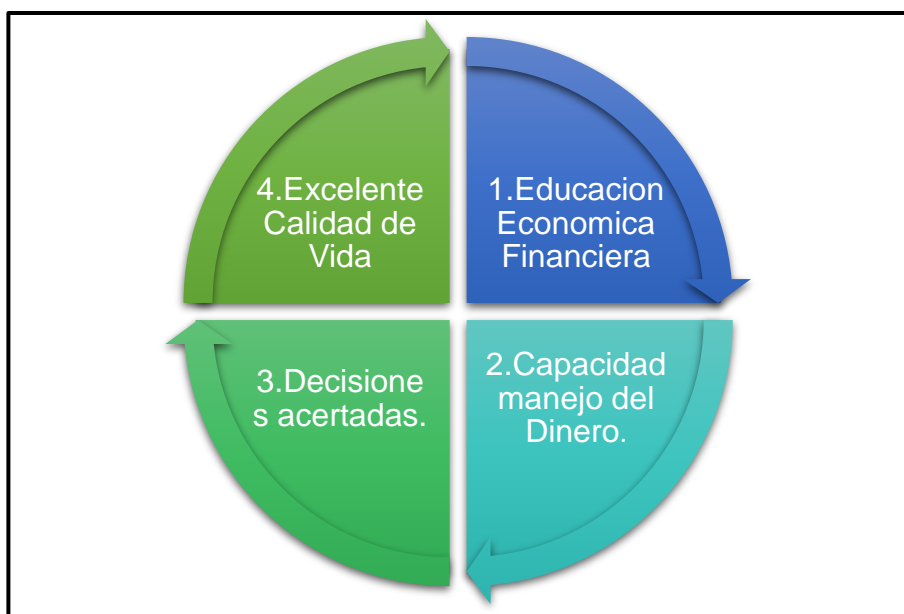 1.Educacion
Economica
Financiera
2.Capacidad
manejo del
Dinero.
3.Decisione
s acertadas.
4.Excelente
Calidad de
Vida